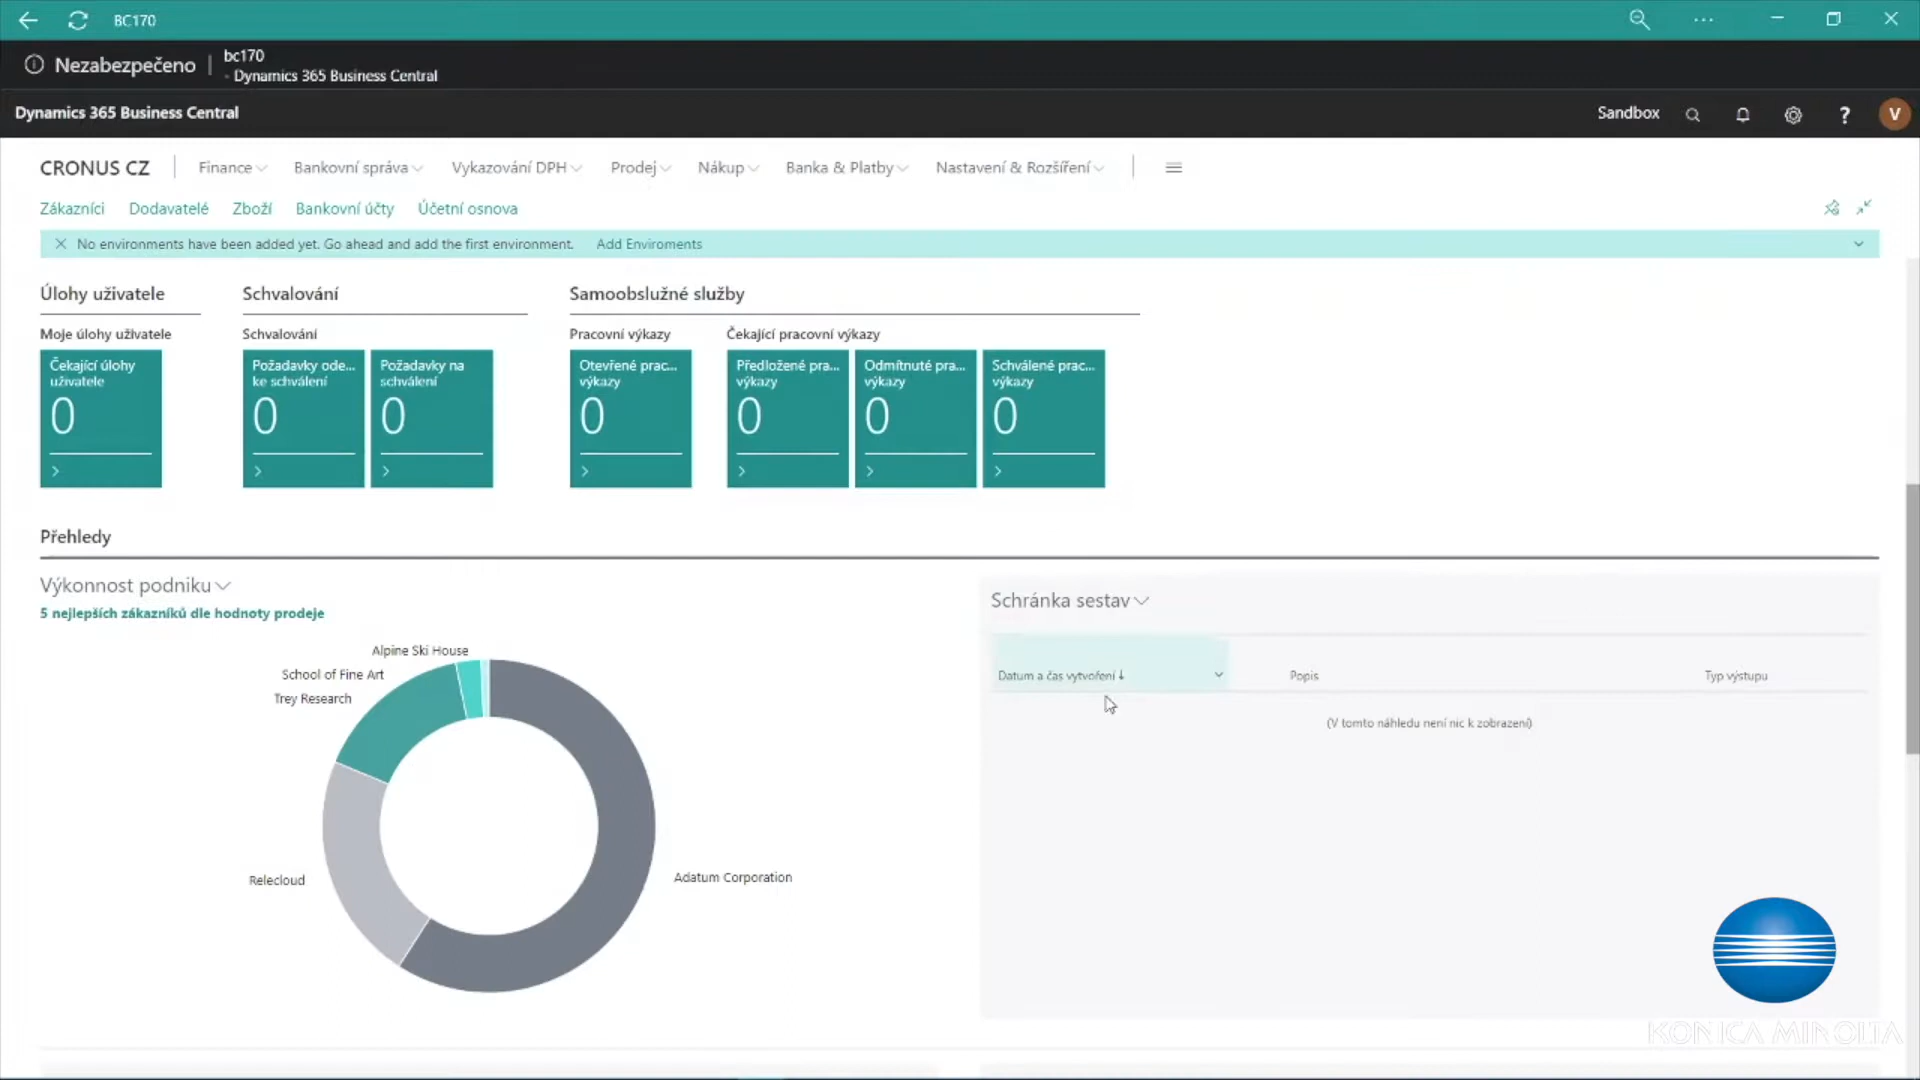 BC170
Nezabezpečeno
bc170
- Dynamics 365 Business Central
Dynamics 365 Business Central
Sandbox
?
V
CRONUS CZ
Finance
Bankovní správa
Vykazování DPH
Prodej
Nákup
Banka & Platby
Nastavení & Rozšíření
Zákazníci
Dodavatelé
Zboží
Bankovní účty
Účetní osnova
No environments have been added yet. Go ahead and add the first environment.
Add Enviroments
Úlohy uživatele
Schvalování
Samoobslužné služby
Moje úlohy uživatele
Schvalování
Pracovní výkazy
Čekající pracovní výkazy
Čekající úlohy
uživatele
0
Požadavky ode...
ke schválení
0
Požadavky na
schválení
0
Otevřené prac...
výkazy
0
Předložené pra...
výkazy
0
Odmítnuté pra...
výkazy
0
Schválené prac...
výkazy
0
Přehledy
Výkonnost podniku
5 nejlepších zákazníků dle hodnoty prodeje
Alpine Ski House
School of Fine Art
Trey Research
Relecloud
Adatum Corporation
Schránka sestav
Datum a čas vytvoření ↓
Popis
Typ výstupu
(V tomto náhledu není nic k zobrazení)
KONICA MINOLTA